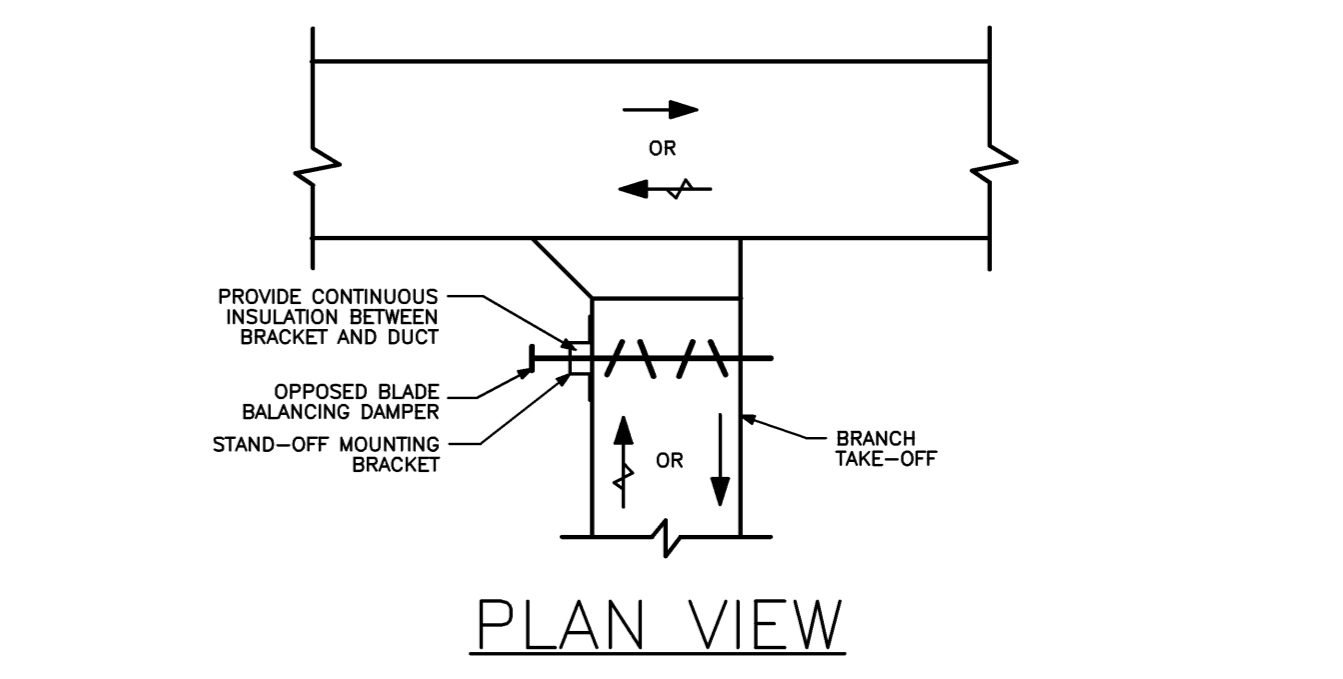 OR
PROVIDE CONTINUOUS
INSULATION BETWEEN
BRACKET AND DUCT
OPPOSED BLADE
BALANCING DAMPER
STAND-OFF MOUNTING
BRACKET
OR
BRANCH
TAKE-OFF
PLAN VIEW